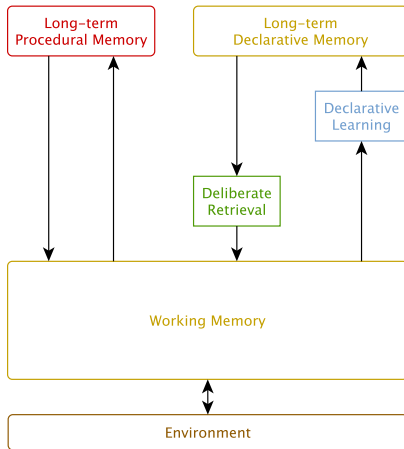 Long-term
Procedural Memory
Long-term
Declarative Memory
Declarative
Learning
Deliberate
Retrieval
Working Memory
Environment